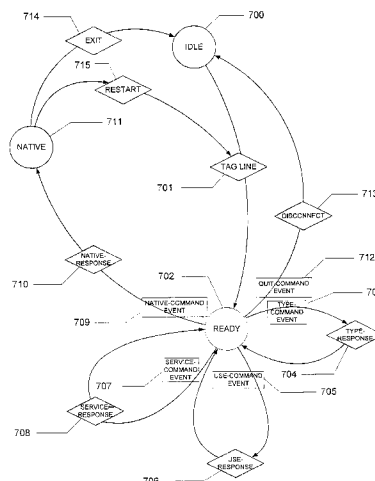 714
EXIT
700
IDLE
715
RESTART
711
NATIVE
TAG LINE
701
DISCONNECT
713
NATIVE-
RESPONSE
710
702
712
QUIT-COMMAND
EVENT
70
TYPE-
COMMAND
EVENT
NATIVE-COMMAND
EVENT
709
READY
TYPE-
RESPONSE
704
SERVICE-
COMMAND
EVENT
707
USE-COMMAND
EVENT
705
SERVICE-
RESPONSE
708
USE-
RESPONSE
706